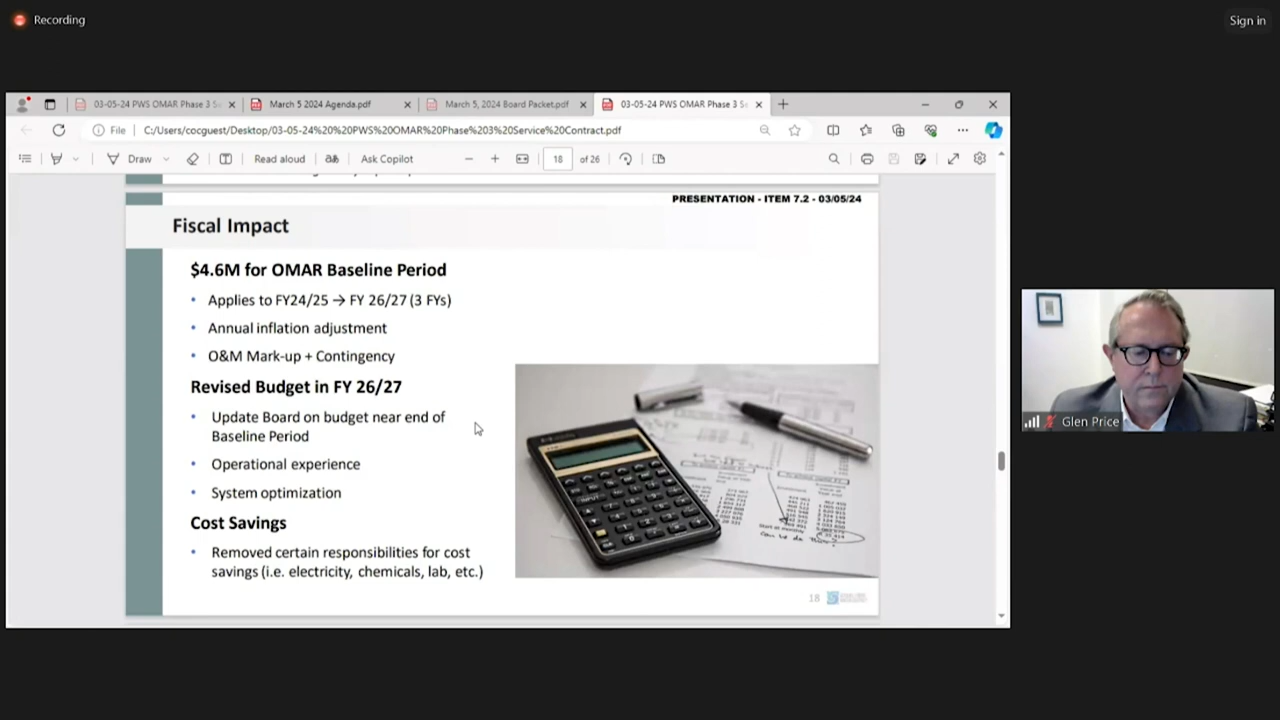 Recording
Sign in
03-05-24 PWS OMAR Phase 3 S
March 5 2024 Agenda.pdf
March 5, 2024 Board Packet.pdf
03-05-24 PWS OMAR Phase 3 Se
File
C:/Users/cocguest/Desktop/03-05-24%20%20PWS%20OMAR%20Phase%203%20Service%20Contract.pdf
Draw
Read aloud
Ask Copilot
18
of 26
PRESENTATION - ITEM 7.2 - 03/05/24
Fiscal Impact
$4.6M for OMAR Baseline Period
• Applies to FY24/25 → FY 26/27 (3 FYs)
• Annual inflation adjustment
• O&M Mark-up + Contingency
Revised Budget in FY 26/27
• Update Board on budget near end of
Baseline Period
• Operational experience
• System optimization
Cost Savings
• Removed certain responsibilities for cost
savings (i.e. electricity, chemicals, lab, etc.)
18
Glen Price